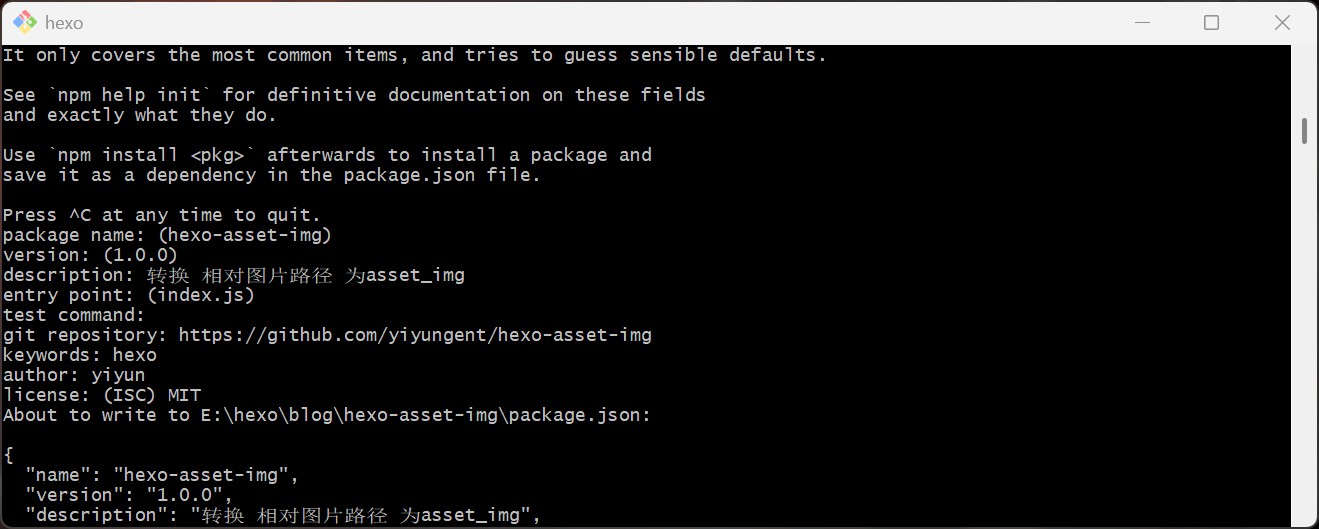 hexo
It only covers the most common items, and tries to guess sensible defaults.
See `npm help init` for definitive documentation on these fields
and exactly what they do.
Use `npm install <pkg>` afterwards to install a package and
save it as a dependency in the package.json file.
Press ^C at any time to quit.
package name: (hexo-asset-img)
version: (1.0.0)
description: 转换 相对图片路径 为asset_img
entry point: (index.js)
test command:
git repository: https://github.com/yiyungent/hexo-asset-img
keywords: hexo
author: yiyun
license: (ISC) MIT
About to write to E:\hexo\blog\hexo-asset-img\package.json:
{
  "name": "hexo-asset-img",
  "version": "1.0.0",
  "description": "转换 相对图片路径 为asset_img",